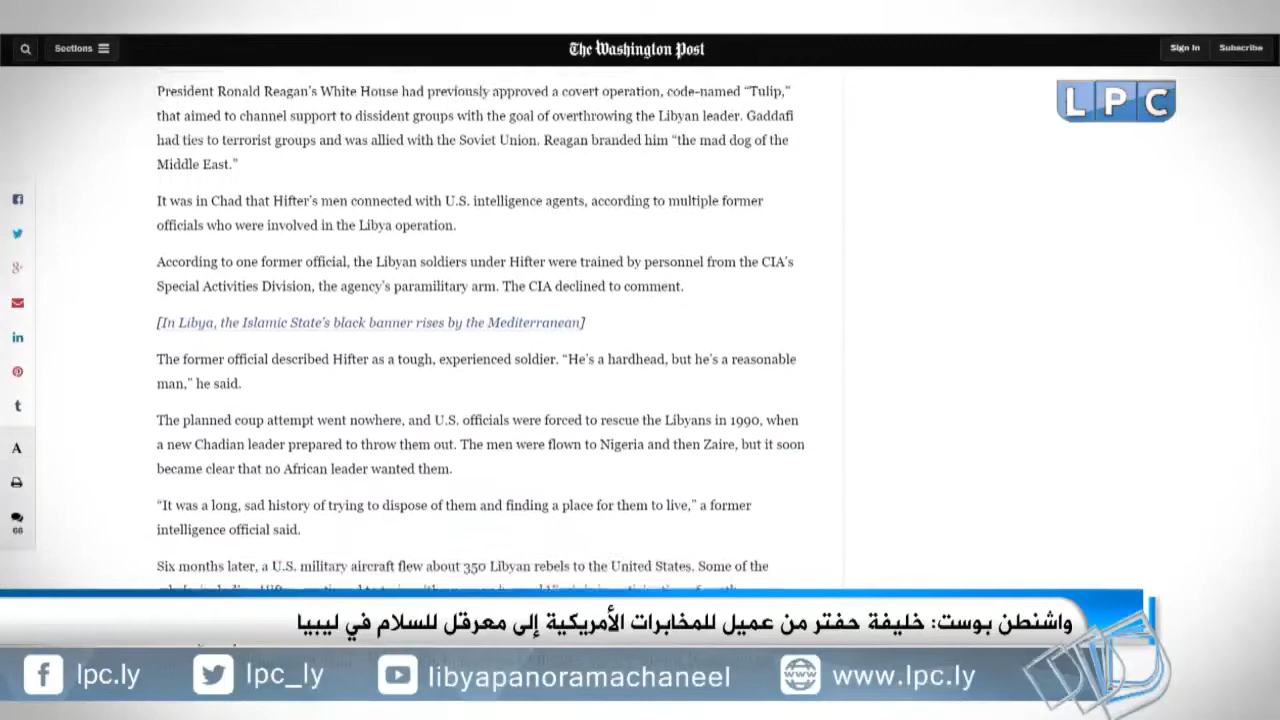 Sections
The Washington Post
Sign In
Subscribe
LPC
President Ronald Reagan's White House had previously approved a covert operation, code-named “Tulip,”
that aimed to channel support to dissident groups with the goal of overthrowing the Libyan leader. Gaddafi
had ties to terrorist groups and was allied with the Soviet Union. Reagan branded him “the mad dog of the
Middle East.”
It was in Chad that Hifter's men connected with U.S. intelligence agents, according to multiple former
officials who were involved in the Libya operation.
According to one former official, the Libyan soldiers under Hifter were trained by personnel from the CIA's
Special Activities Division, the agency's paramilitary arm. The CIA declined to comment.
[In Libya, the Islamic State's black banner rises by the Mediterranean]
The former official described Hifter as a tough, experienced soldier. “He's a hardhead, but he's a reasonable
man,” he said.
The planned coup attempt went nowhere, and U.S. officials were forced to rescue the Libyans in 1990, when
a new Chadian leader prepared to throw them out. The men were flown to Nigeria and then Zaire, but it soon
became clear that no African leader wanted them.
“It was a long, sad history of trying to dispose of them and finding a place for them to live,” a former
intelligence official said.
Six months later, a U.S. military aircraft flew about 350 Libyan rebels to the United States. Some of the
A
66
واشنطن بوست: خليفة حفتر من عميل للمخابرات الأمريكية إلى معرقل للسلام في ليبيا
lpc.ly
lpc_ly
libyapanoramachaneel
www.lpc.ly